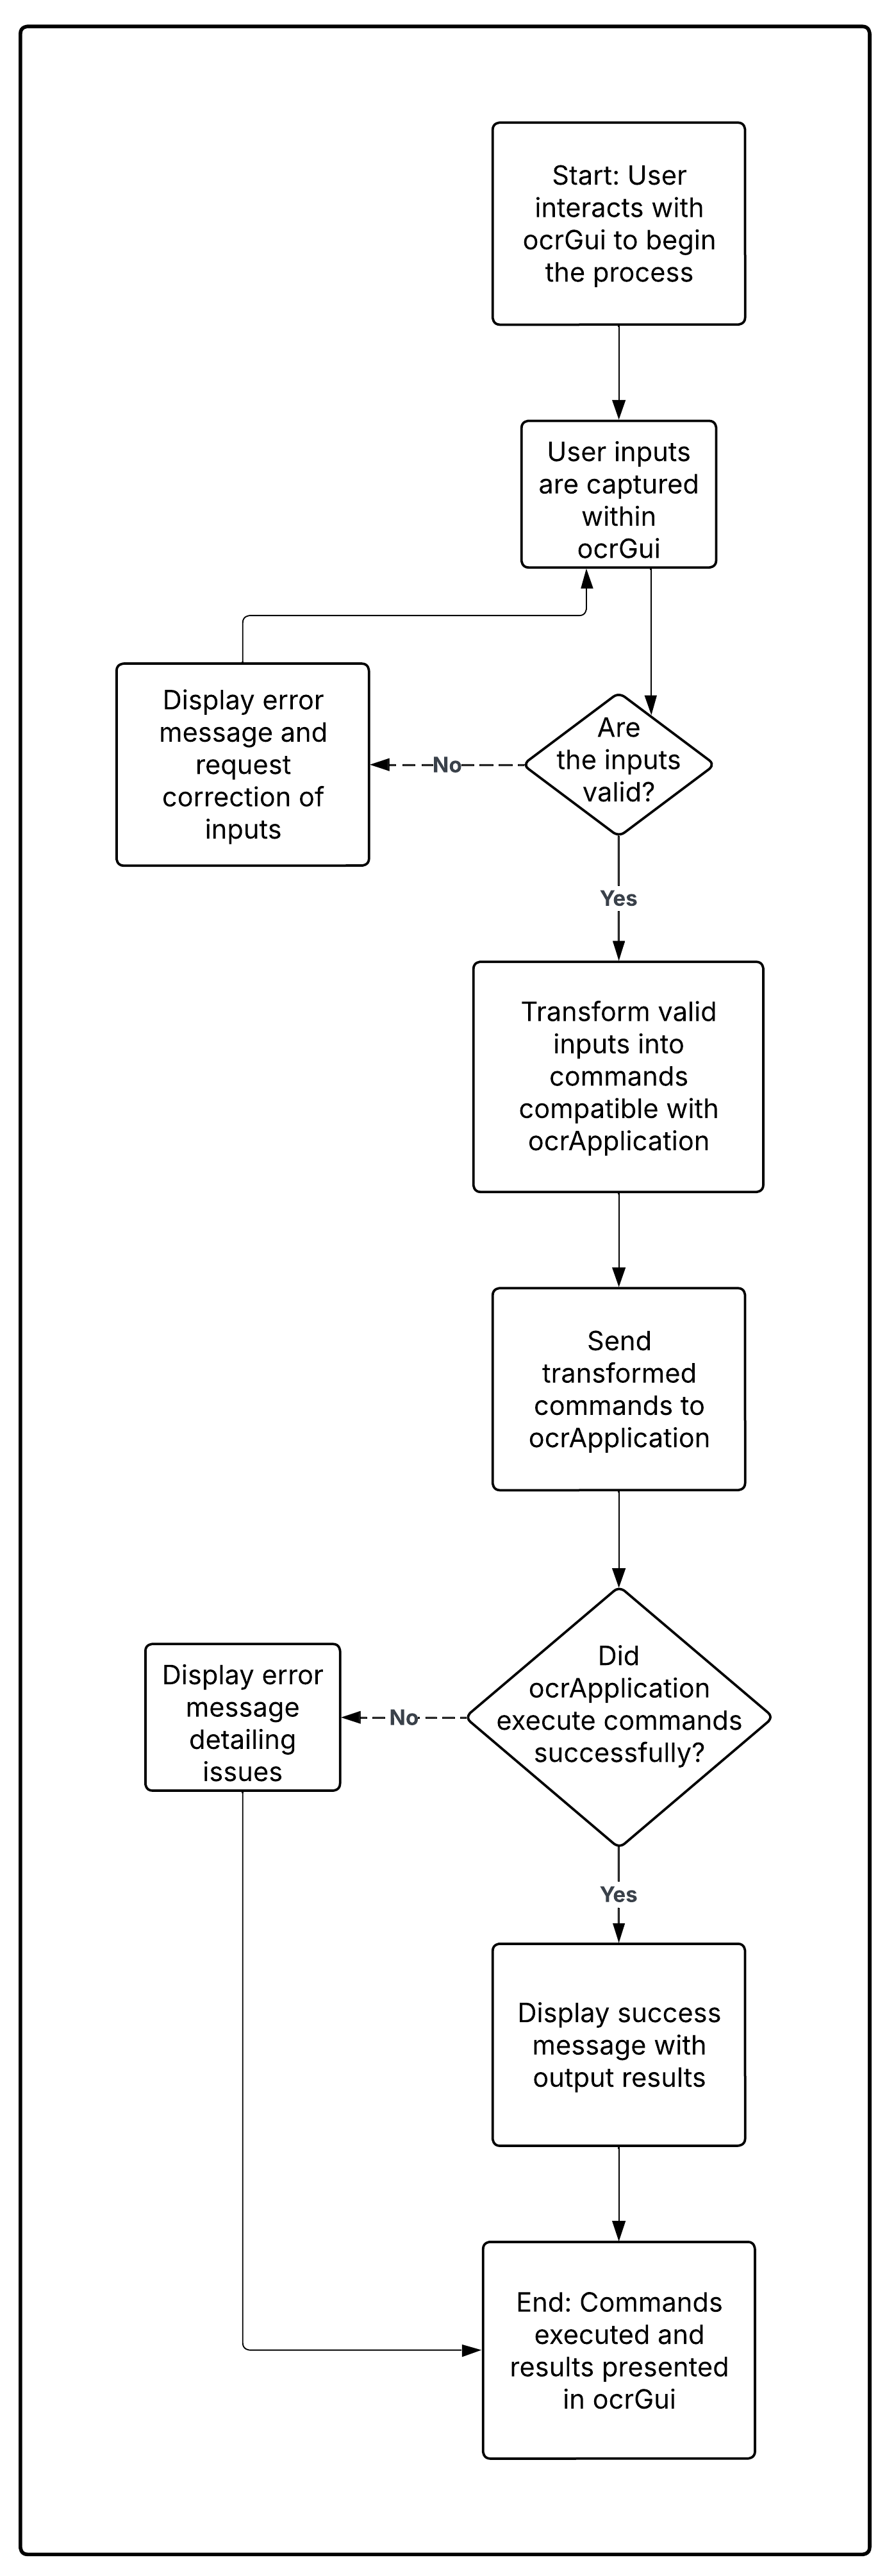 Start: User
interacts with
ocrGui to begin
the process
User inputs
are captured
within
ocrGui
Display error
message and
request
correction of
inputs
No
Are
the inputs
valid?
Yes
Transform valid
inputs into
commands
compatible with
ocrApplication
Send
transformed
commands to
ocrApplication
Display error
message
detailing
issues
No
Did
ocrApplication
execute commands
successfully?
Yes
Display success
message with
output results
End: Commands
executed and
results presented
in ocrGui